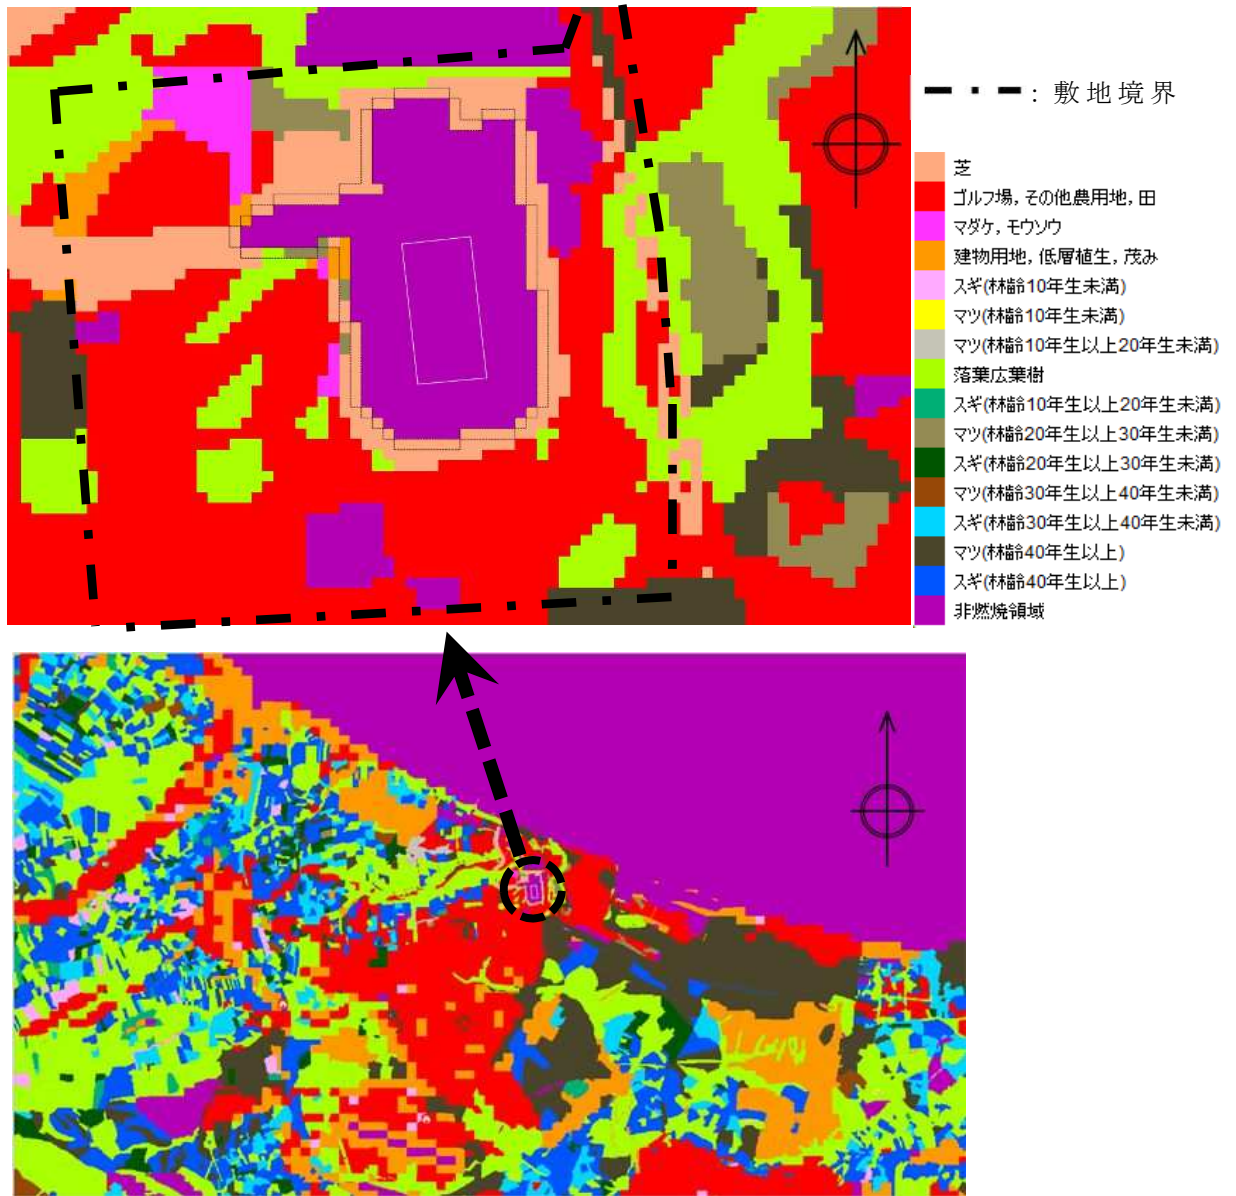 : 敷地境界
芝
ゴルフ場, その他農用地, 田
マダケ, モウソウ
建物用地, 低層植生, 茂み
スギ(林齢10年生未満)
マツ(林齢10年生未満)
マツ(林齢10年生以上20年生未満)
落葉広葉樹
スギ(林齢10年生以上20年生未満)
マツ(林齢20年生以上30年生未満)
スギ(林齢20年生以上30年生未満)
マツ(林齢30年生以上40年生未満)
スギ(林齢30年生以上40年生未満)
マツ(林齢40年生以上)
スギ(林齢40年生以上)
非燃焼領域